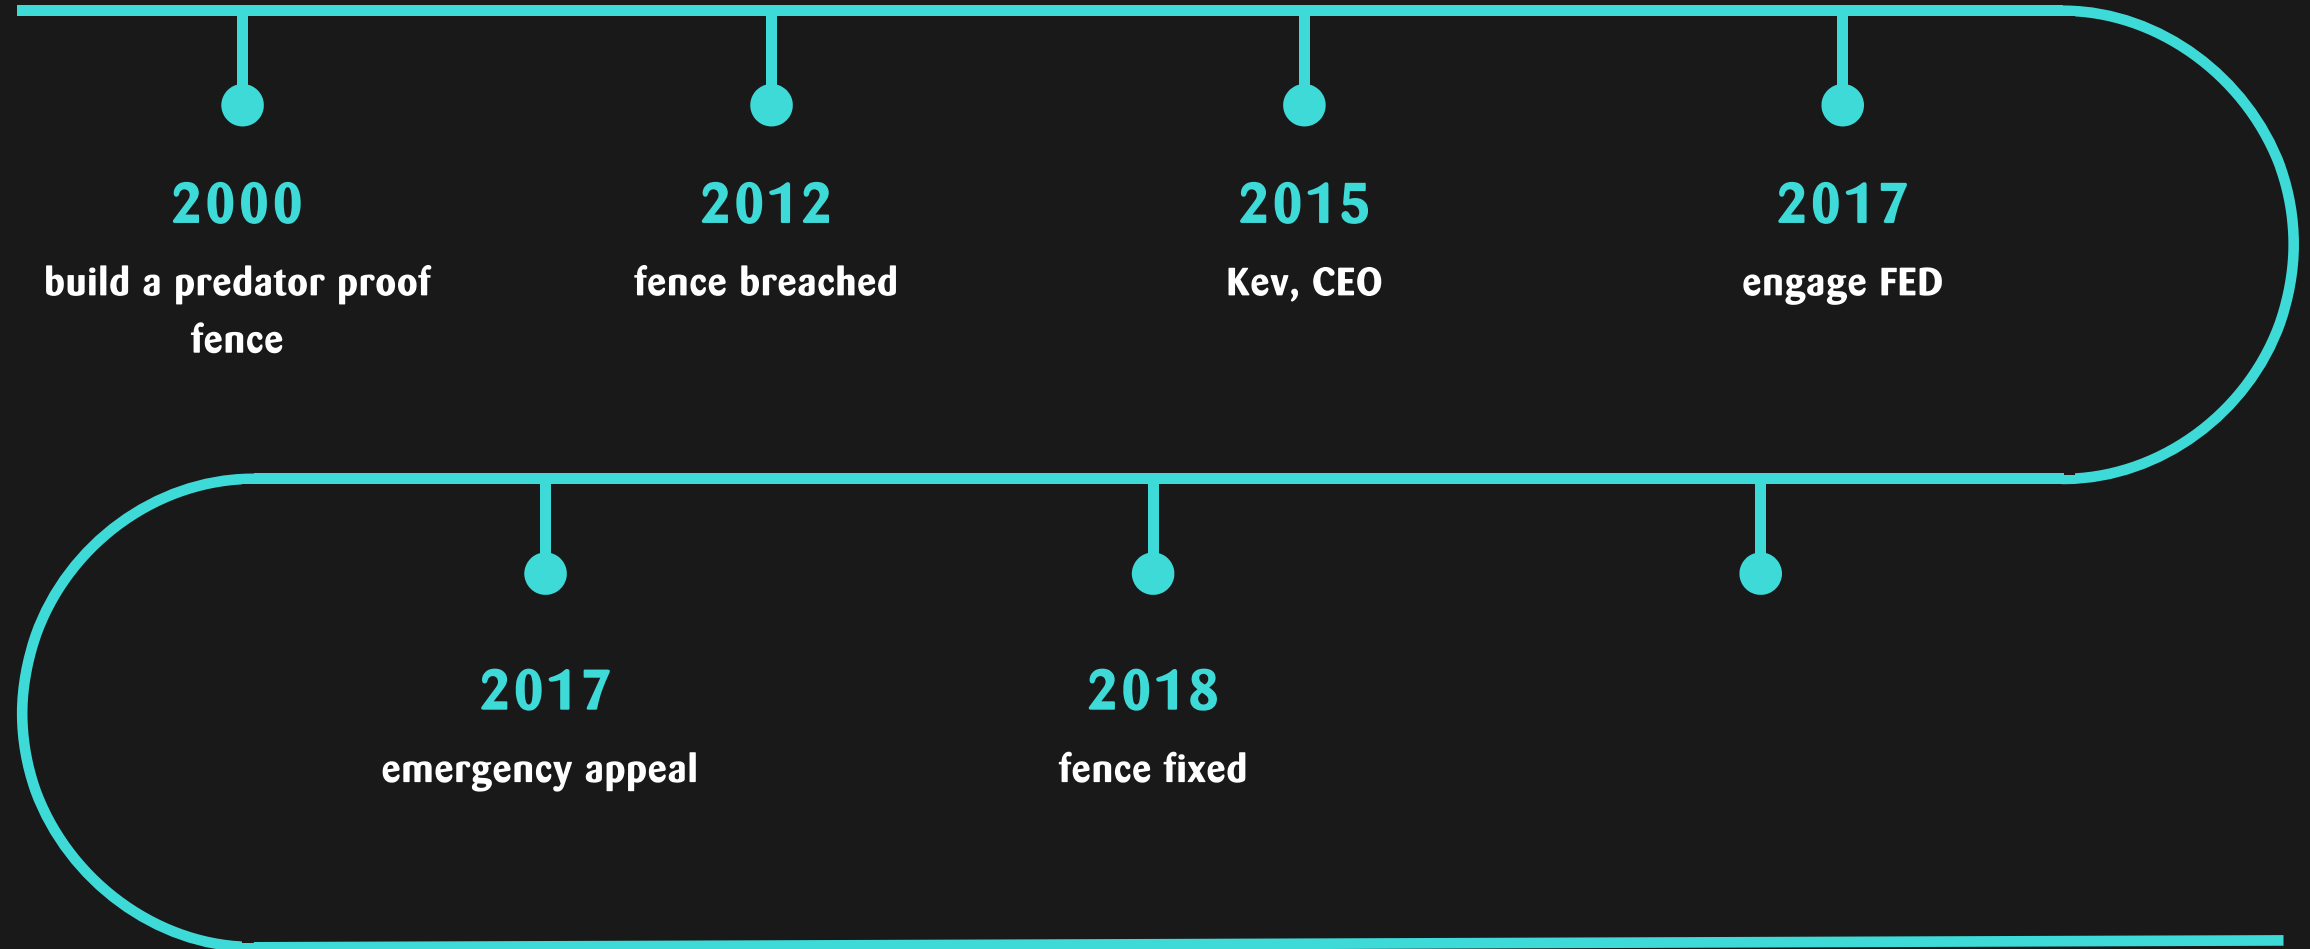 2000
build a predator proof
fence
2012
fence breached
2015
Kev, CEO
2017
engage FED
2017
emergency appeal
2018
fence fixed